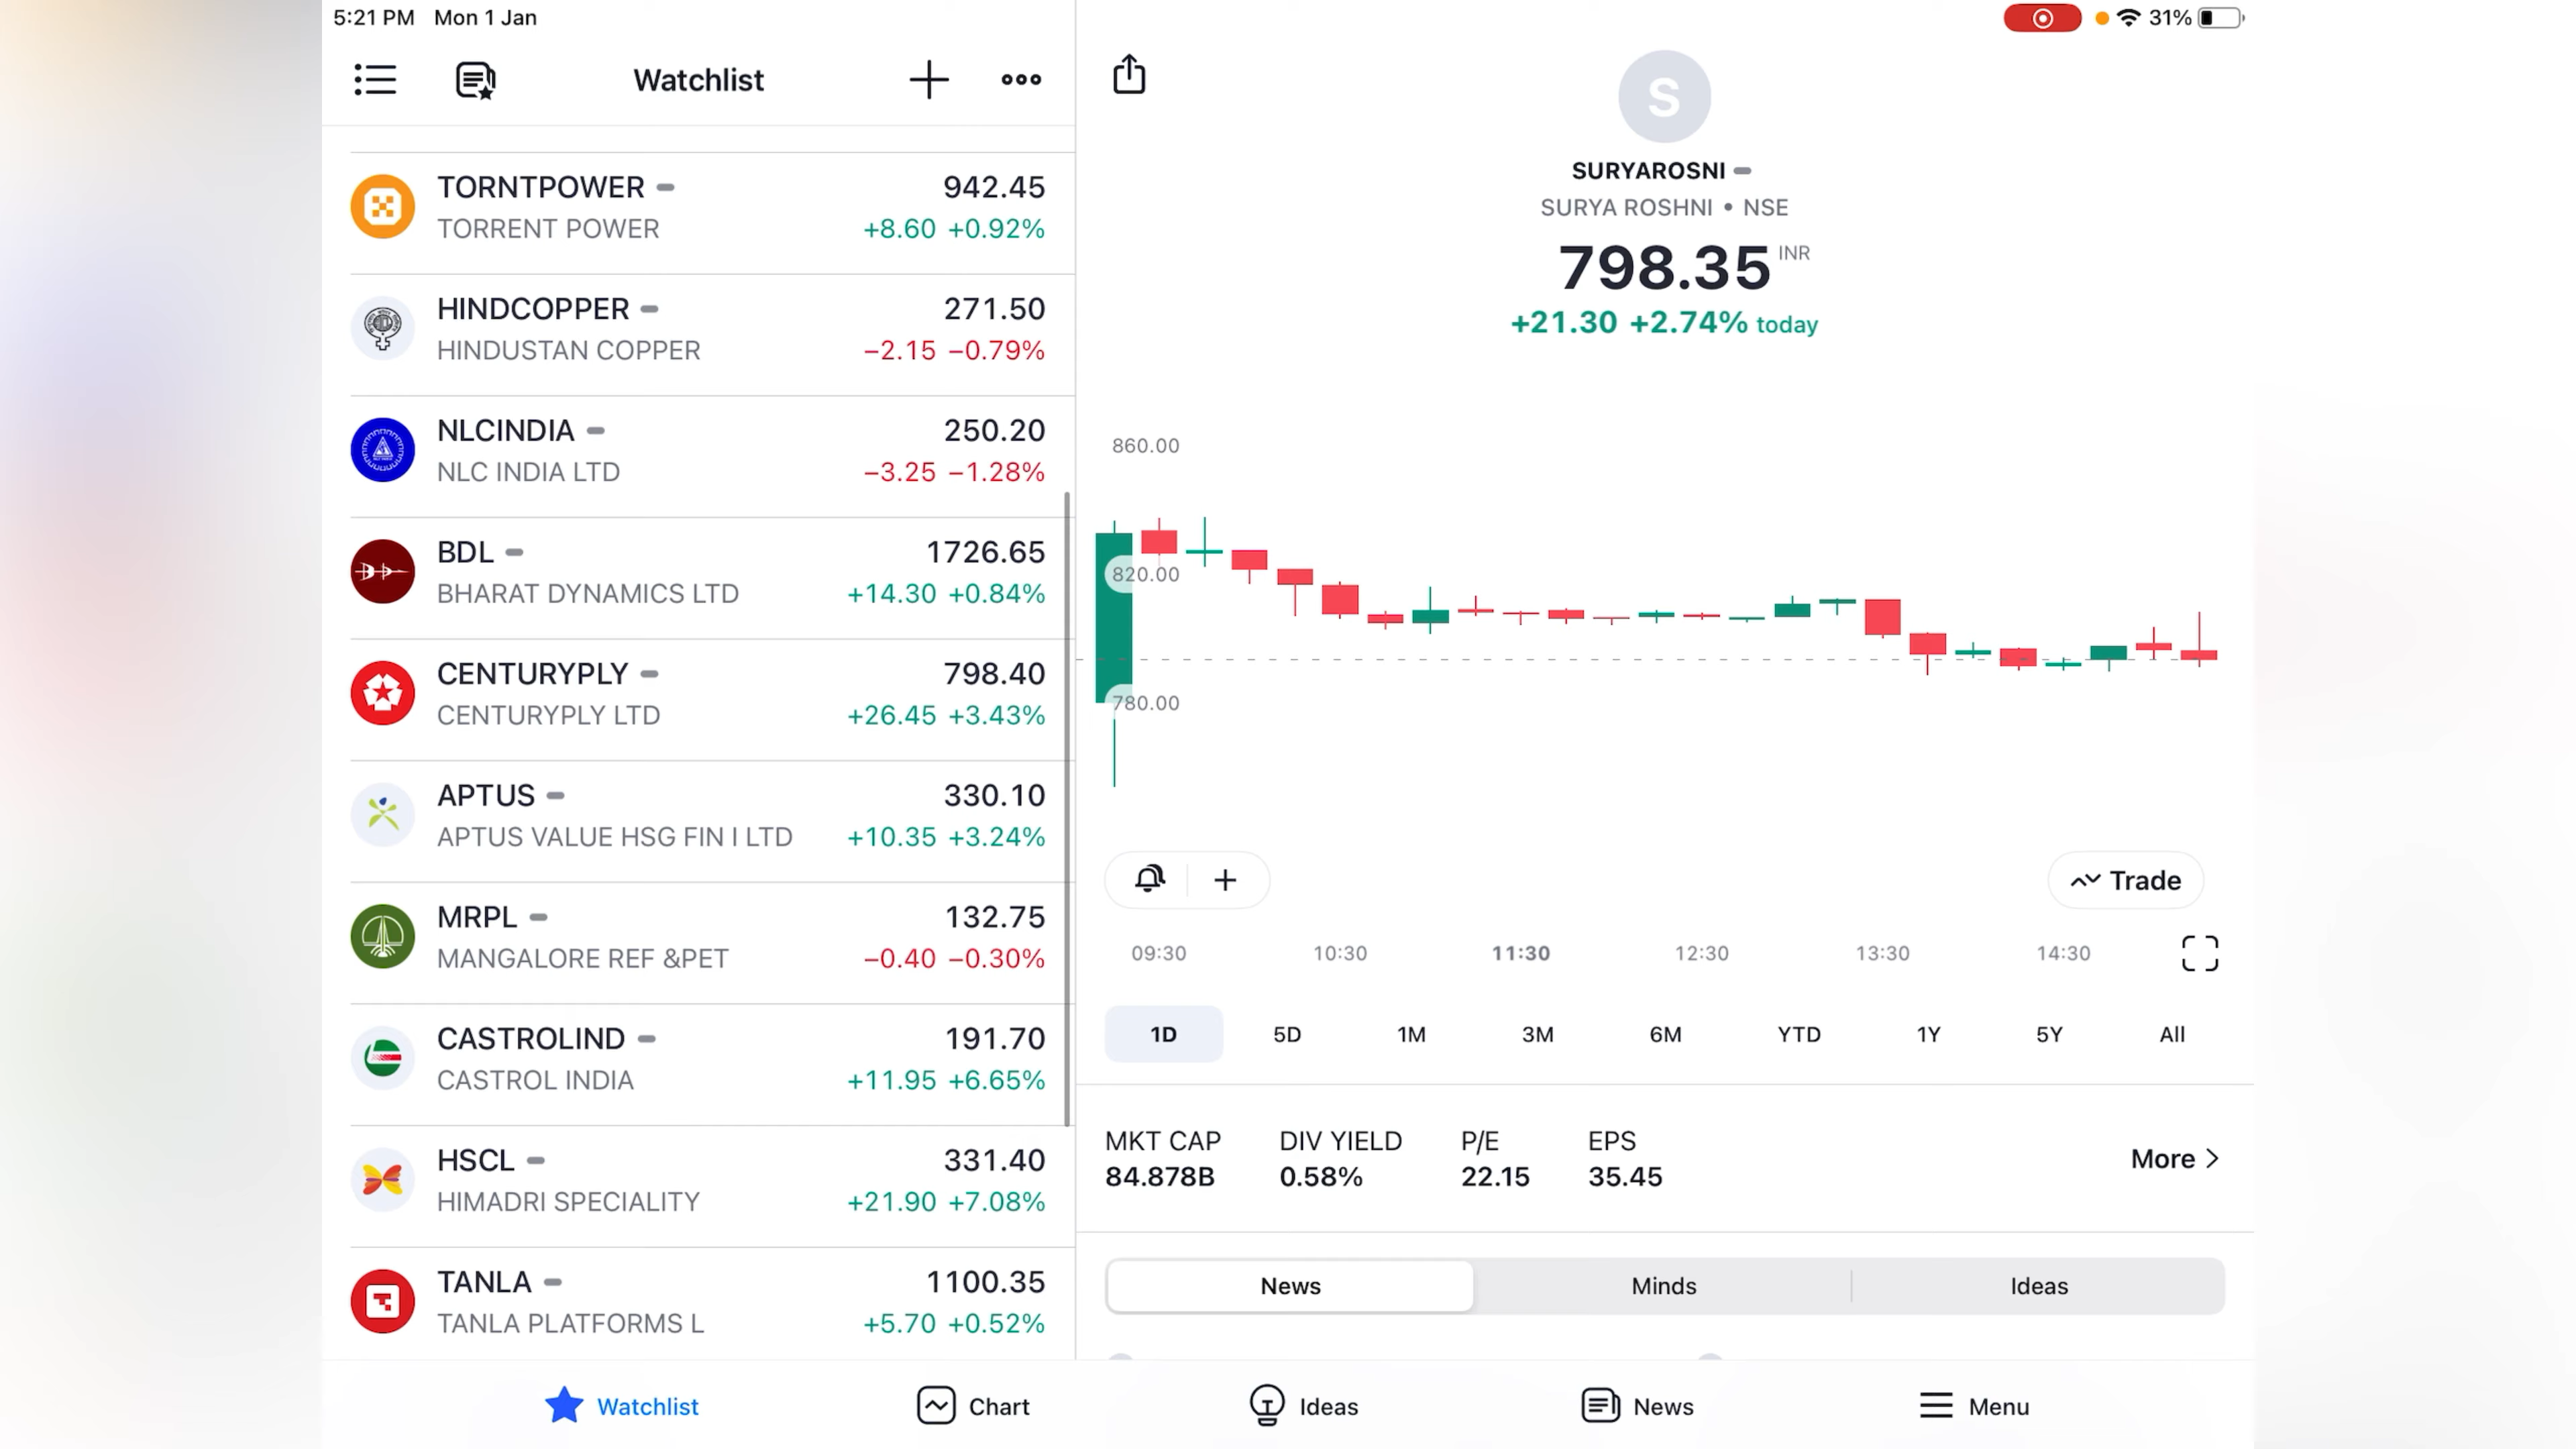 5:21 PM Mon 1 Jan
31%
Watchlist
TORNTPOWER 942.45
TORRENT POWER +8.60 +0.92%
HINDCOPPER 271.50
HINDUSTAN COPPER −2.15 −0.79%
NLCINDIA 250.20
NLC INDIA LTD −3.25 −1.28%
BDL 1726.65
BHARAT DYNAMICS LTD +14.30 +0.84%
CENTURYPLY 798.40
CENTURYPLY LTD +26.45 +3.43%
APTUS 330.10
APTUS VALUE HSG FIN I LTD +10.35 +3.24%
MRPL 132.75
MANGALORE REF &PET −0.40 −0.30%
CASTROLIND 191.70
CASTROL INDIA +11.95 +6.65%
HSCL 331.40
HIMADRI SPECIALITY +21.90 +7.08%
TANLA 1100.35
TANLA PLATFORMS L +5.70 +0.52%
S
SURYAROSNI
SURYA ROSHNI • NSE
798.35 INR
+21.30 +2.74% today
860.00
820.00
780.00
Trade
09:30 10:30 11:30 12:30 13:30 14:30
1D 5D 1M 3M 6M YTD 1Y 5Y All
MKT CAP DIV YIELD P/E EPS
84.878B 0.58% 22.15 35.45
More
News Minds Ideas
Watchlist Chart Ideas News Menu